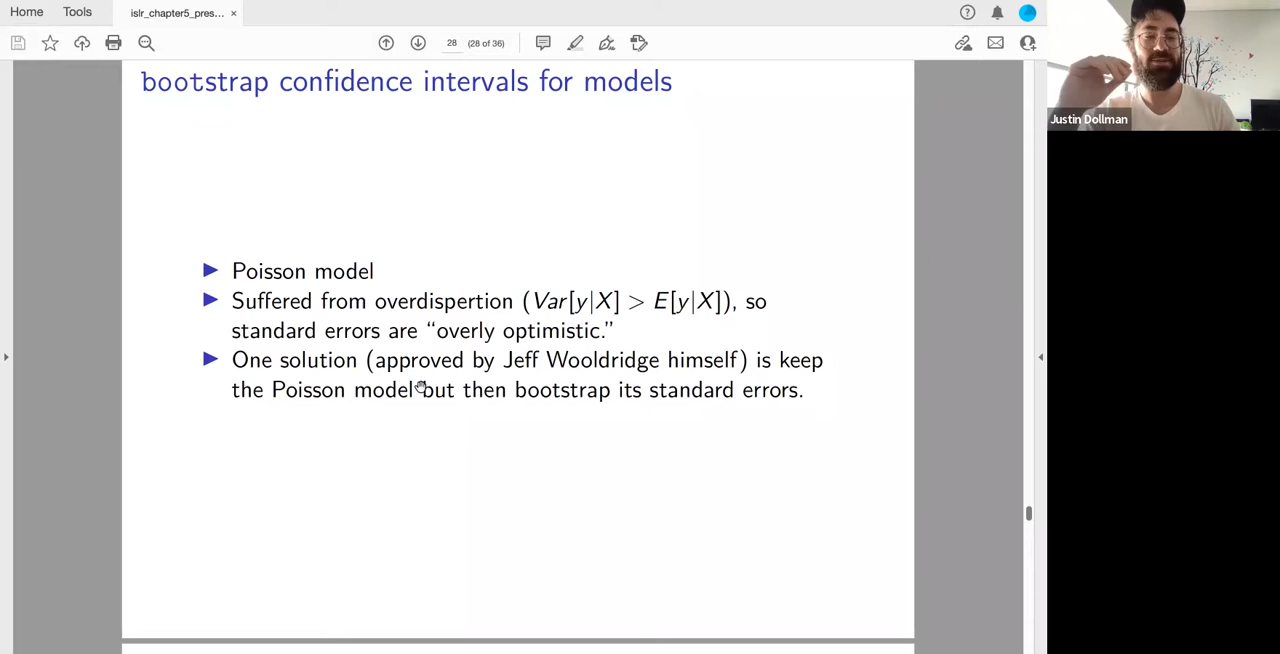 Home
Tools
islr_chapter5_pres... ×
28
(28 of 36)
Justin Dollman
bootstrap confidence intervals for models
Poisson model
Suffered from overdispertion (Var[y|X] > E[y|X]), so
standard errors are “overly optimistic.”
One solution (approved by Jeff Wooldridge himself) is keep
the Poisson model but then bootstrap its standard errors.